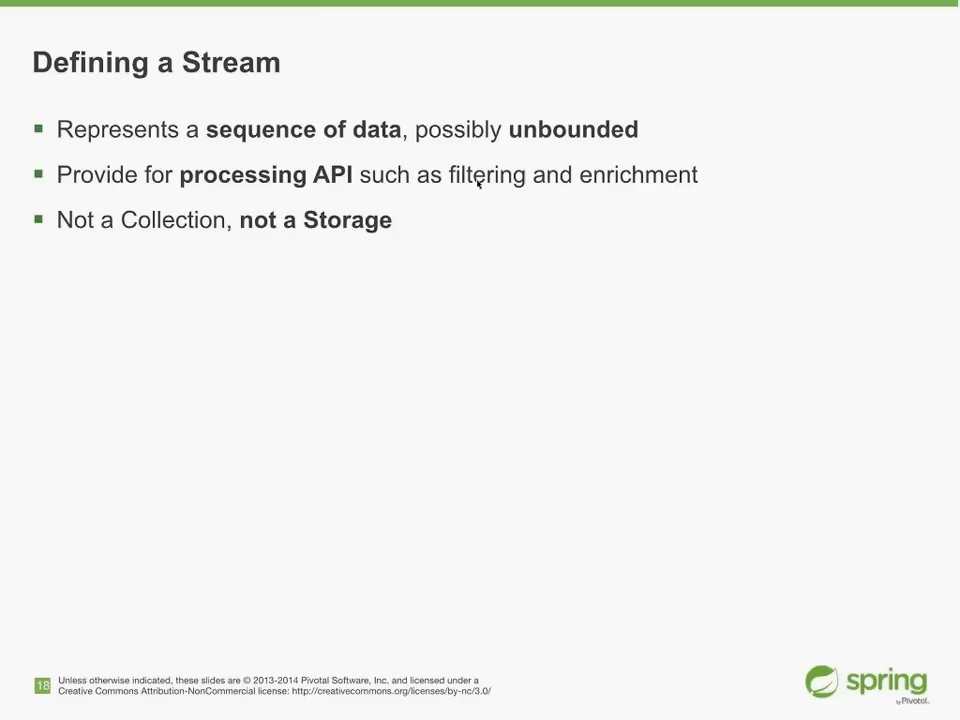 Defining a Stream
Represents a sequence of data, possibly unbounded
Provide for processing API such as filtering and enrichment
Not a Collection, not a Storage
18
Unless otherwise indicated, these slides are © 2013-2014 Pivotal Software, Inc. and licensed under a
Creative Commons Attribution-NonCommercial license: http://creativecommons.org/licenses/by-nc/3.0/
spring
by Pivotal.